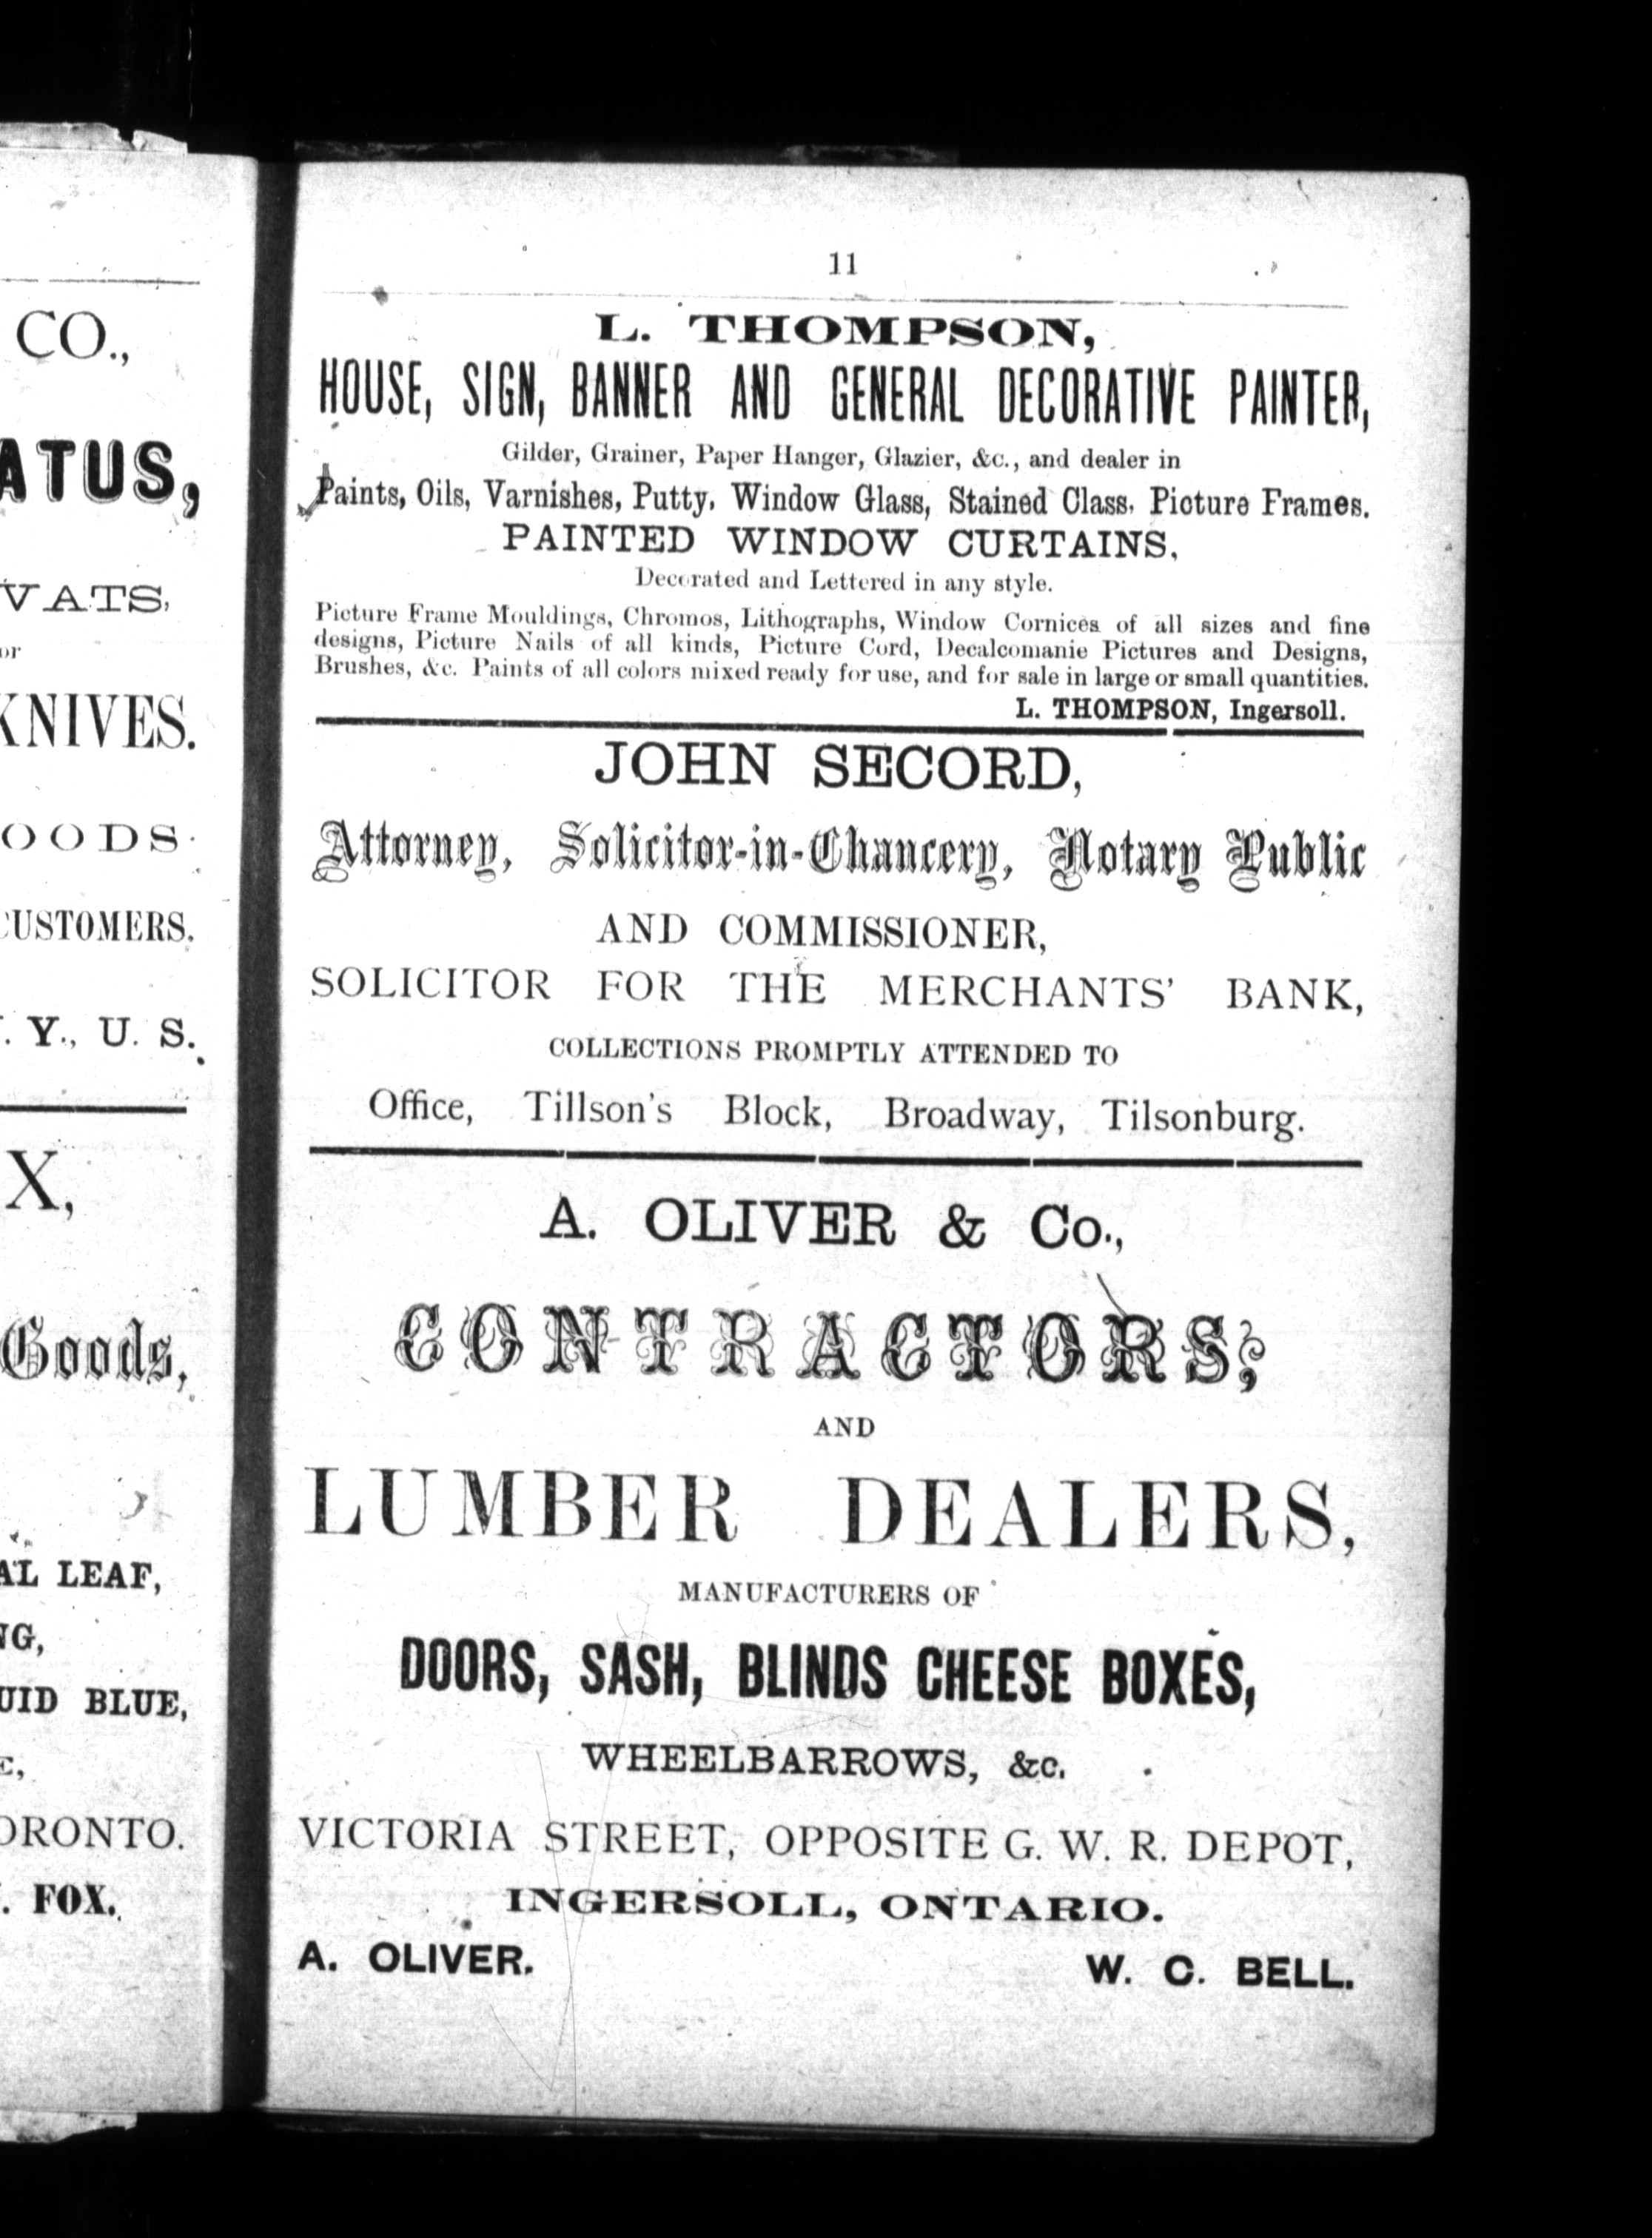 CO.,
ATUS,
VATS,
or
KNIVES.
OODS.
CUSTOMERS.
. Y., U. S.
X,
Goods,
AL LEAF,
NG,
UID BLUE,
E,
ORONTO.
. FOX.
11
L. THOMPSON,
HOUSE, SIGN, BANNER AND GENERAL DECORATIVE PAINTER,
Gilder, Grainer, Paper Hanger, Glazier, &c., and dealer in
Paints, Oils, Varnishes, Putty, Window Glass, Stained Class, Picture Frames.
PAINTED WINDOW CURTAINS,
Decorated and Lettered in any style.
Picture Frame Mouldings, Chromos, Lithographs, Window Cornices of all sizes and fine
designs, Picture Nails of all kinds, Picture Cord, Decalcomanie Pictures and Designs,
Brushes, &c. Paints of all colors mixed ready for use, and for sale in large or small quantities.
L. THOMPSON, Ingersoll.
JOHN SECORD,
Attorney, Solicitor-in-Chancery, Notary Public
AND COMMISSIONER,
SOLICITOR FOR THE MERCHANTS' BANK,
COLLECTIONS PROMPTLY ATTENDED TO
Office, Tillson's Block, Broadway, Tilsonburg.
A. OLIVER & Co.,
CONTRACTORS,
AND
LUMBER DEALERS,
MANUFACTURERS OF
DOORS, SASH, BLINDS CHEESE BOXES,
WHEELBARROWS, &c.
VICTORIA STREET, OPPOSITE G. W. R. DEPOT,
INGERSOLL, ONTARIO.
A. OLIVER. W. C. BELL.